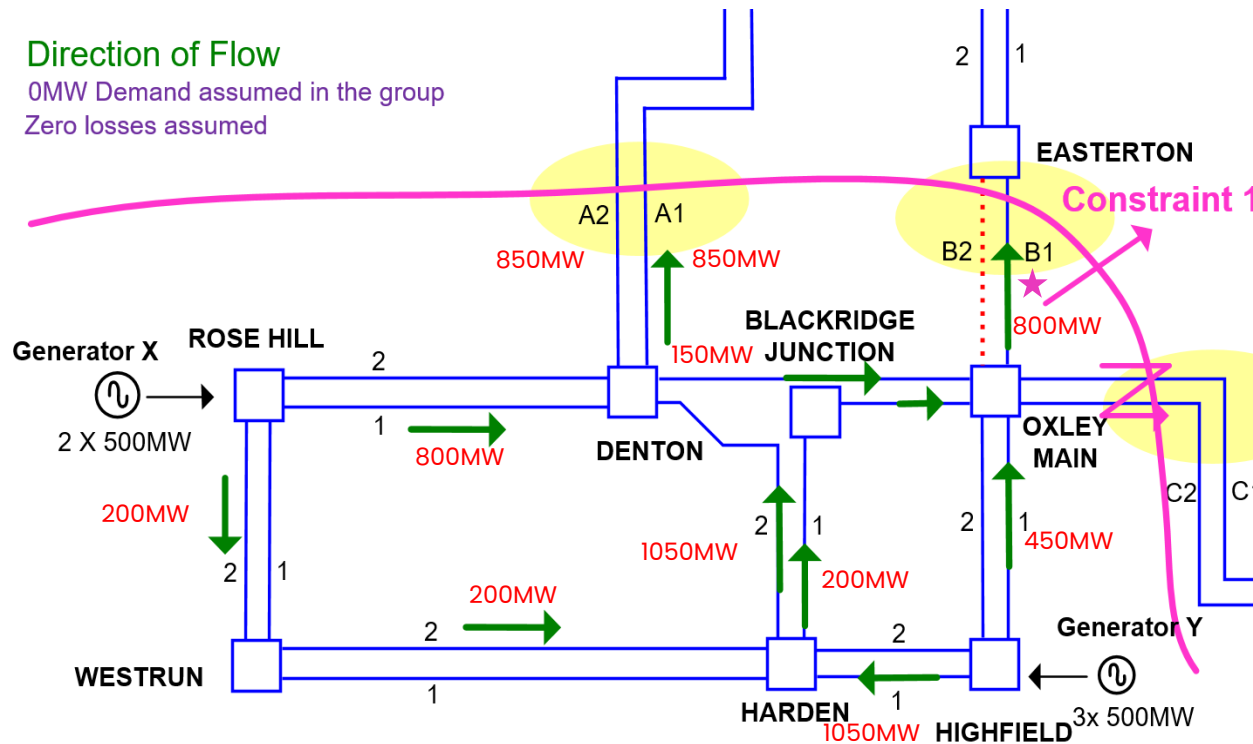 Direction of Flow
0MW Demand assumed in the group
Zero losses assumed
2
1
EASTERTON
Constraint 1
A2
A1
B2
B1
850MW
850MW
800MW
150MW
BLACKRIDGE
JUNCTION
ROSE HILL
Generator X
2 X 500MW
2
1
800MW
DENTON
OXLEY
MAIN
C2
C1
200MW
2
1
1050MW
2
1
200MW
2
1
450MW
200MW
2
1
WESTRUN
HARDEN
2
1
1050MW
HIGHFIELD
Generator Y
3x 500MW